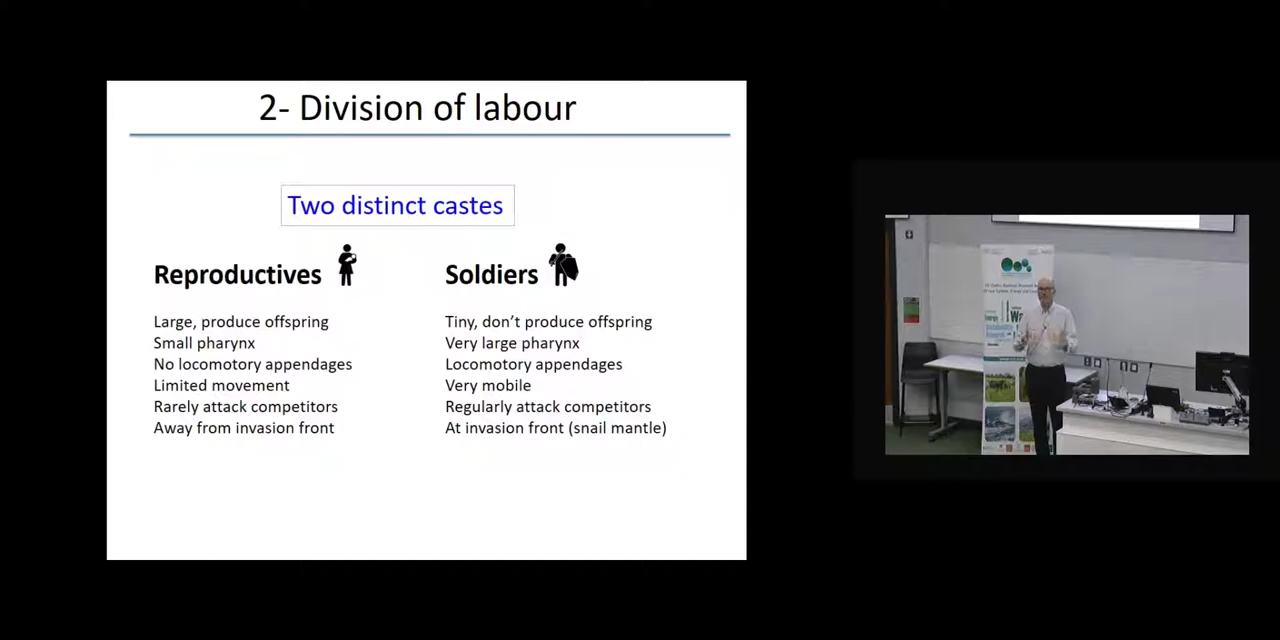 2- Division of labour
Two distinct castes
Reproductives
Large, produce offspring
Small pharynx
No locomotory appendages
Limited movement
Rarely attack competitors
Away from invasion front
Soldiers
Tiny, don't produce offspring
Very large pharynx
Locomotory appendages
Very mobile
Regularly attack competitors
At invasion front (snail mantle)